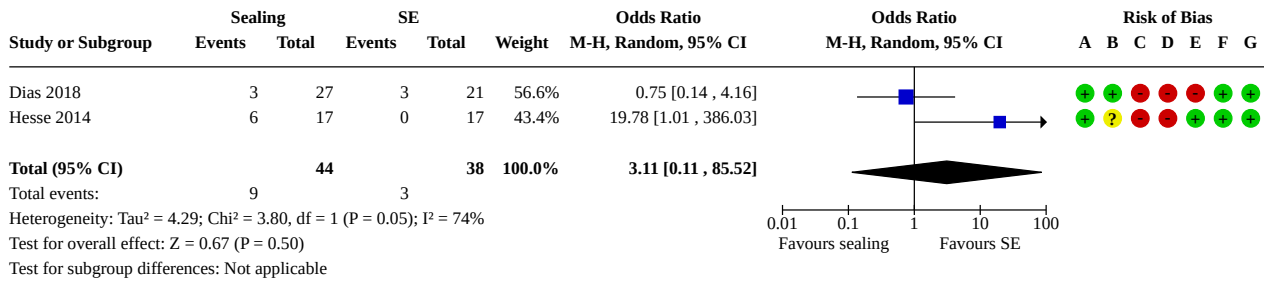 Sealing SE Odds Ratio Odds Ratio Risk of Bias
Study or Subgroup Events Total Events Total Weight M-H, Random, 95% CI M-H, Random, 95% CI A B C D E F G
Dias 2018 3 27 3 21 56.6% 0.75 [0.14 , 4.16] + + - - - + +
Hesse 2014 6 17 0 17 43.4% 19.78 [1.01 , 386.03] + ? - - + + +
Total (95% CI) 44 38 100.0% 3.11 [0.11 , 85.52]
Total events: 9 3
Heterogeneity: Tau² = 4.29; Chi² = 3.80, df = 1 (P = 0.05); I² = 74%
0.01 0.1 1 10 100
Test for overall effect: Z = 0.67 (P = 0.50)
Favours sealing Favours SE
Test for subgroup differences: Not applicable